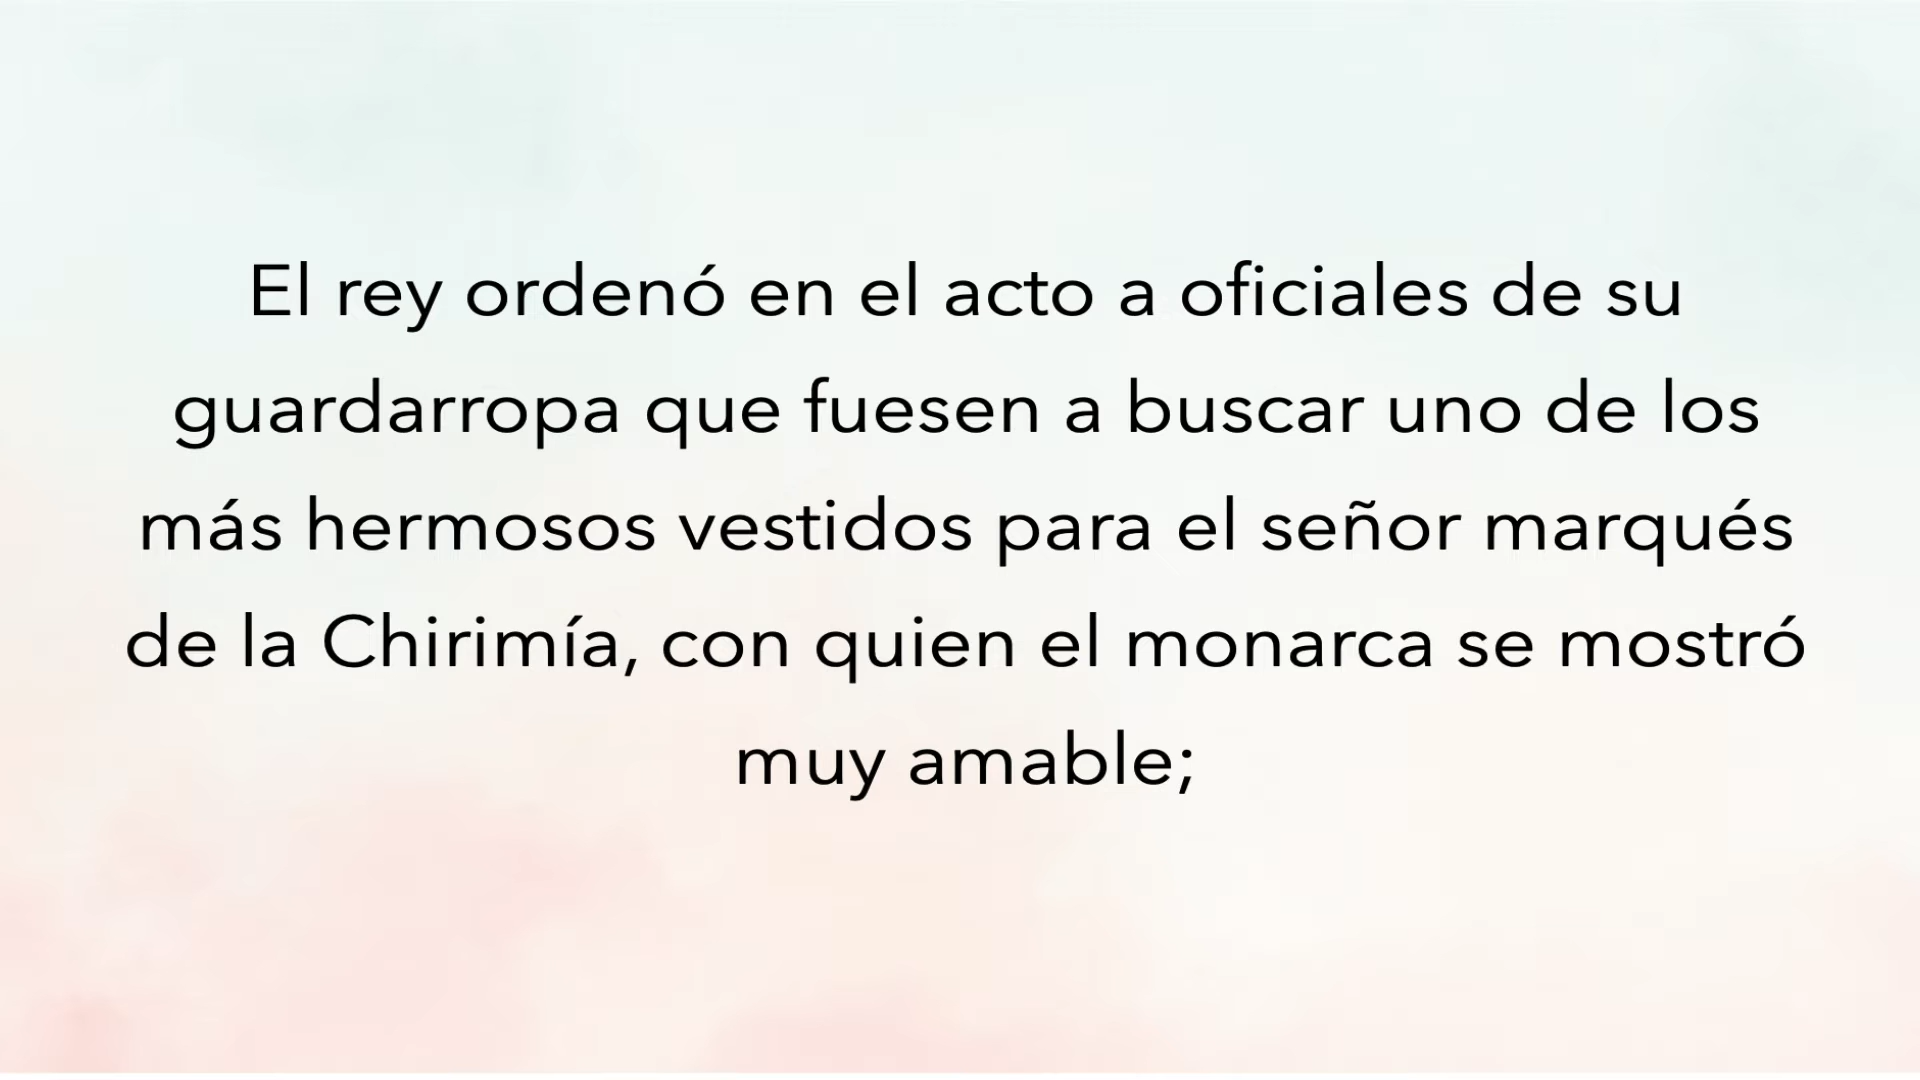 El rey ordenó en el acto a oficiales de su
guardarropa que fuesen a buscar uno de los
más hermosos vestidos para el señor marqués
de la Chirimía, con quien el monarca se mostró
muy amable;